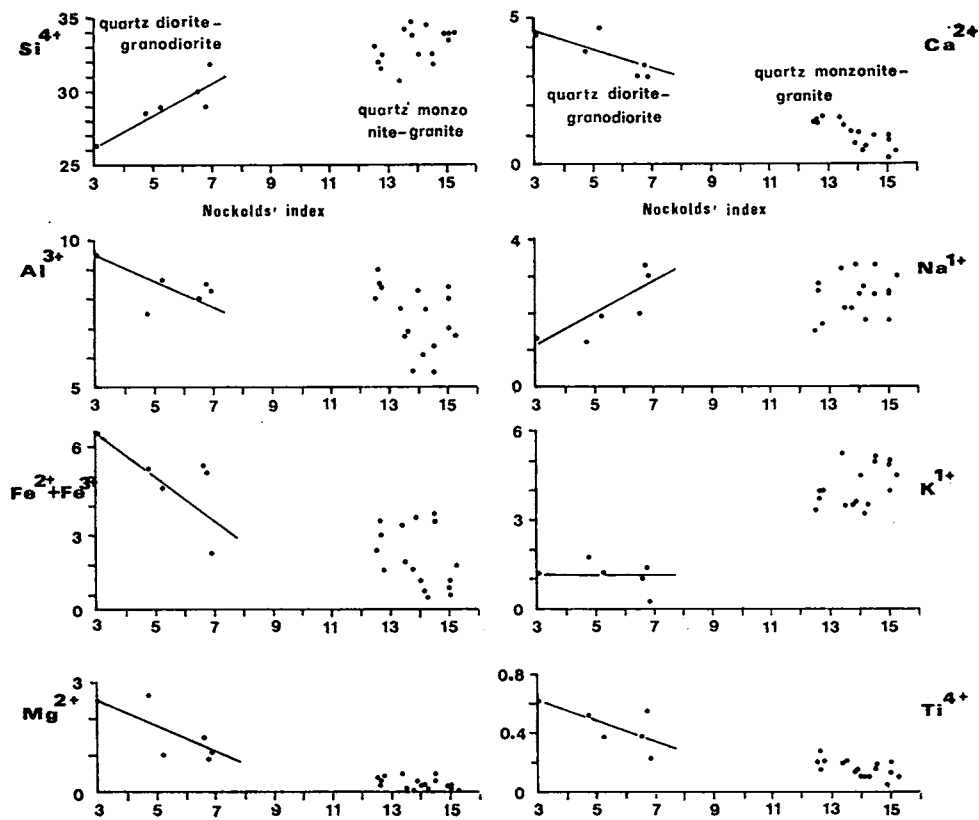 Si4+
35
30
25
quartz diorite-
granodiorite
quartz monzo
nite-granite
3 5 7 9 11 13 15
Nockolds' index
Ca2+
5
0
quartz diorite-
granodiorite
quartz monzonite-
granite
3 5 7 9 11 13 15
Nockolds' index
Al3+
10
5
3 5 7 9 11 13 15
Na1+
4
2
0
3 5 7 9 11 13 15
Fe2++Fe3+
6
3
0
3 5 7 9 11 13 15
K1+
6
3
0
3 5 7 9 11 13 15
Mg2+
3
0
3 5 7 9 11 13 15
Ti4+
0.8
0.4
0
3 5 7 9 11 13 15